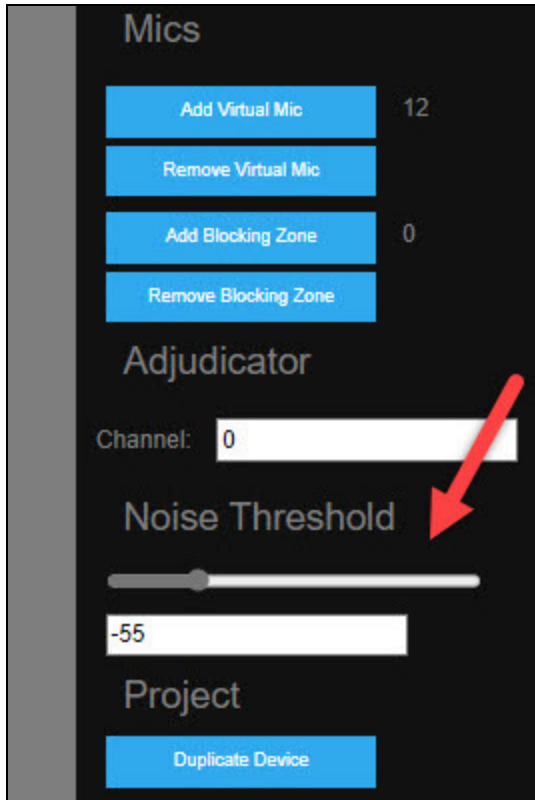 Mics
Add Virtual Mic 12
Remove Virtual Mic
Add Blocking Zone 0
Remove Blocking Zone
Adjudicator
Channel: 0
Noise Threshold
-55
Project
Duplicate Device